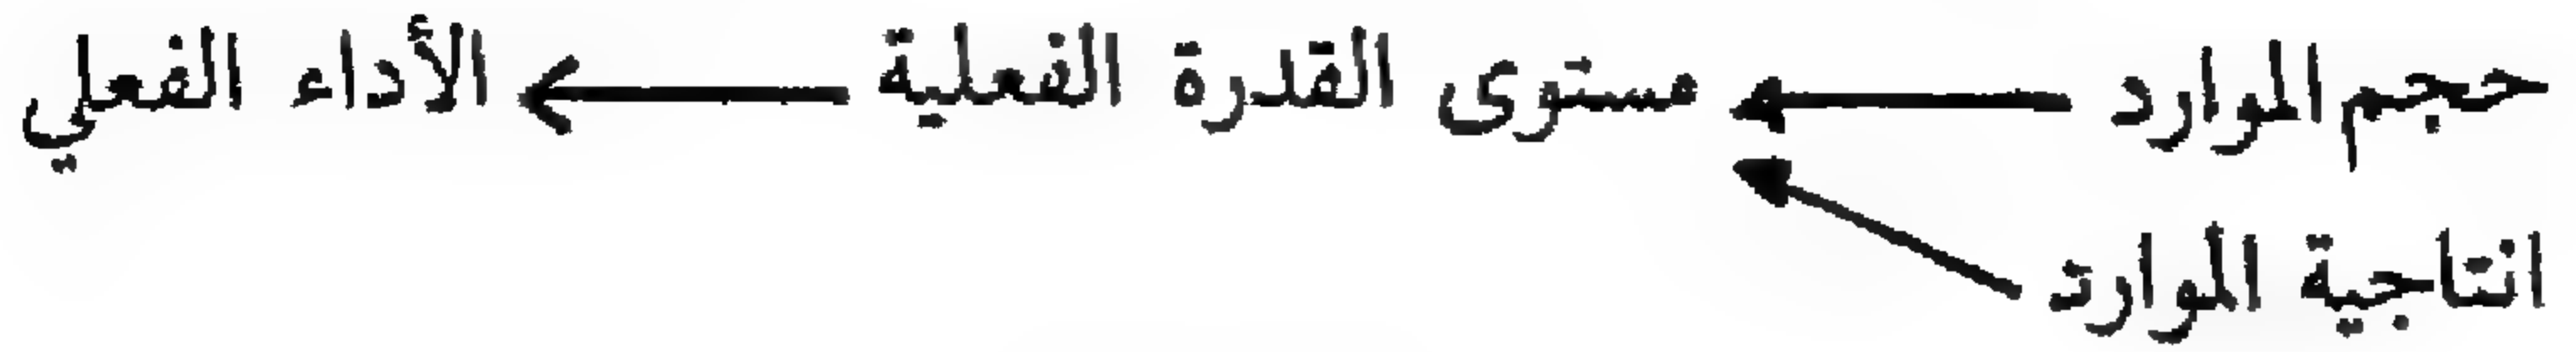 حجم الموارد ← مستوى القدرة الفعلية ← الأداء الفعلي
انتاجية الموارد